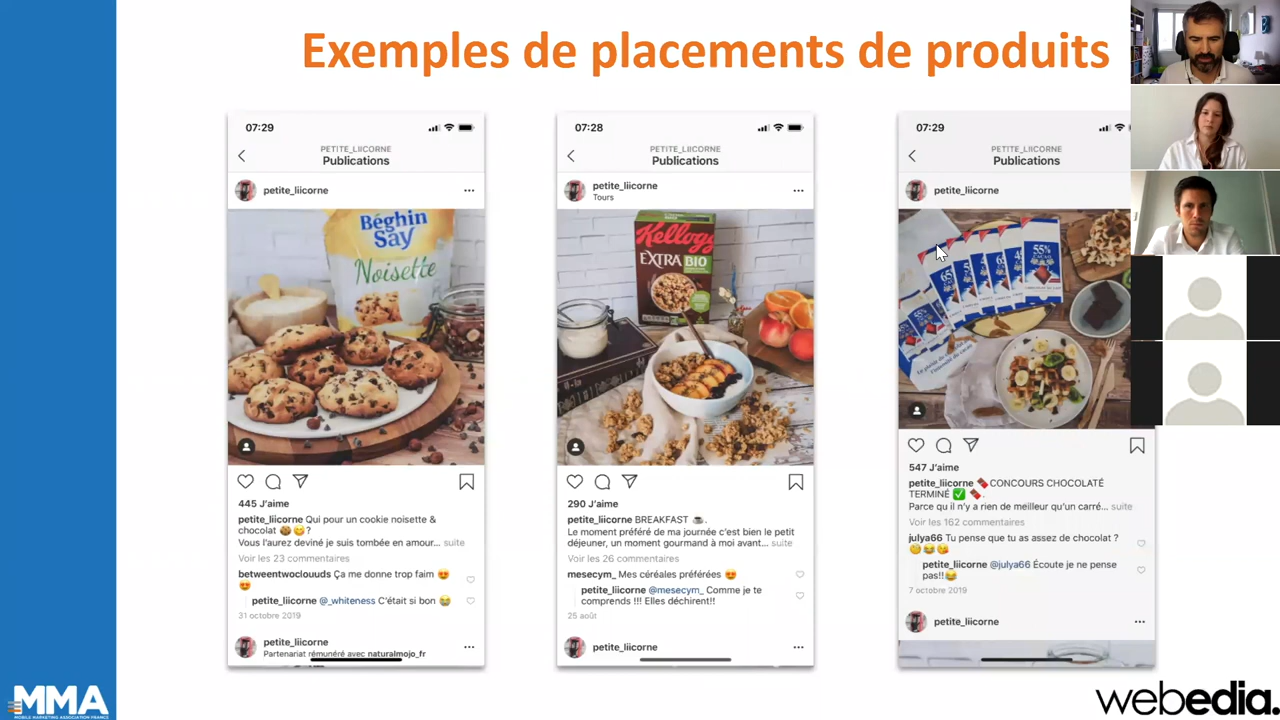 Exemples de placements de produits
07:29
PETITE_LIICORNE
Publications
petite_liicorne
Béghin
Say
Noisette
445 J'aime
petite_liicorne Qui pour un cookie noisette &
chocolat 🍪😋?
Vous l'aurez deviné je suis tombée en amour... suite
Voir les 23 commentaires
betweentwoclouuds Ça me donne trop faim 😍
😍
petite_liicorne @_whiteness C'était si bon 😭
31 octobre 2019
petite_liicorne
Partenariat rémunéré avec naturalmojo_fr
07:28
PETITE_LIICORNE
Publications
petite_liicorne
Tours
Kellogg
EXTRA BIO
290 J'aime
petite_liicorne BREAKFAST ☕.
Le moment préféré de ma journée c'est bien le petit
déjeuner, un moment gourmand à moi avant... suite
Voir les 26 commentaires
mesecym_ Mes céréales préférées 😍
petite_liicorne @mesecym_ Comme je te
comprends !!! Elles déchirent!!
25 août
petite_liicorne
07:29
PETITE_LIICORNE
Publications
petite_liicorne
55%
547 J'aime
petite_liicorne 🍫CONCOURS CHOCOLATÉ
TERMINÉ ✅ 🍫.
Parce qu'il n'y a rien de meilleur qu'un carré... suite
Voir les 162 commentaires
julya66 Tu pense que tu as assez de chocolat ?
🧐😂😘
petite_liicorne @julya66 Écoute je ne pense
pas!!😂
7 octobre 2019
petite_liicorne
MMA
MOBILE MARKETING ASSOCIATION FRANCE
webedia.